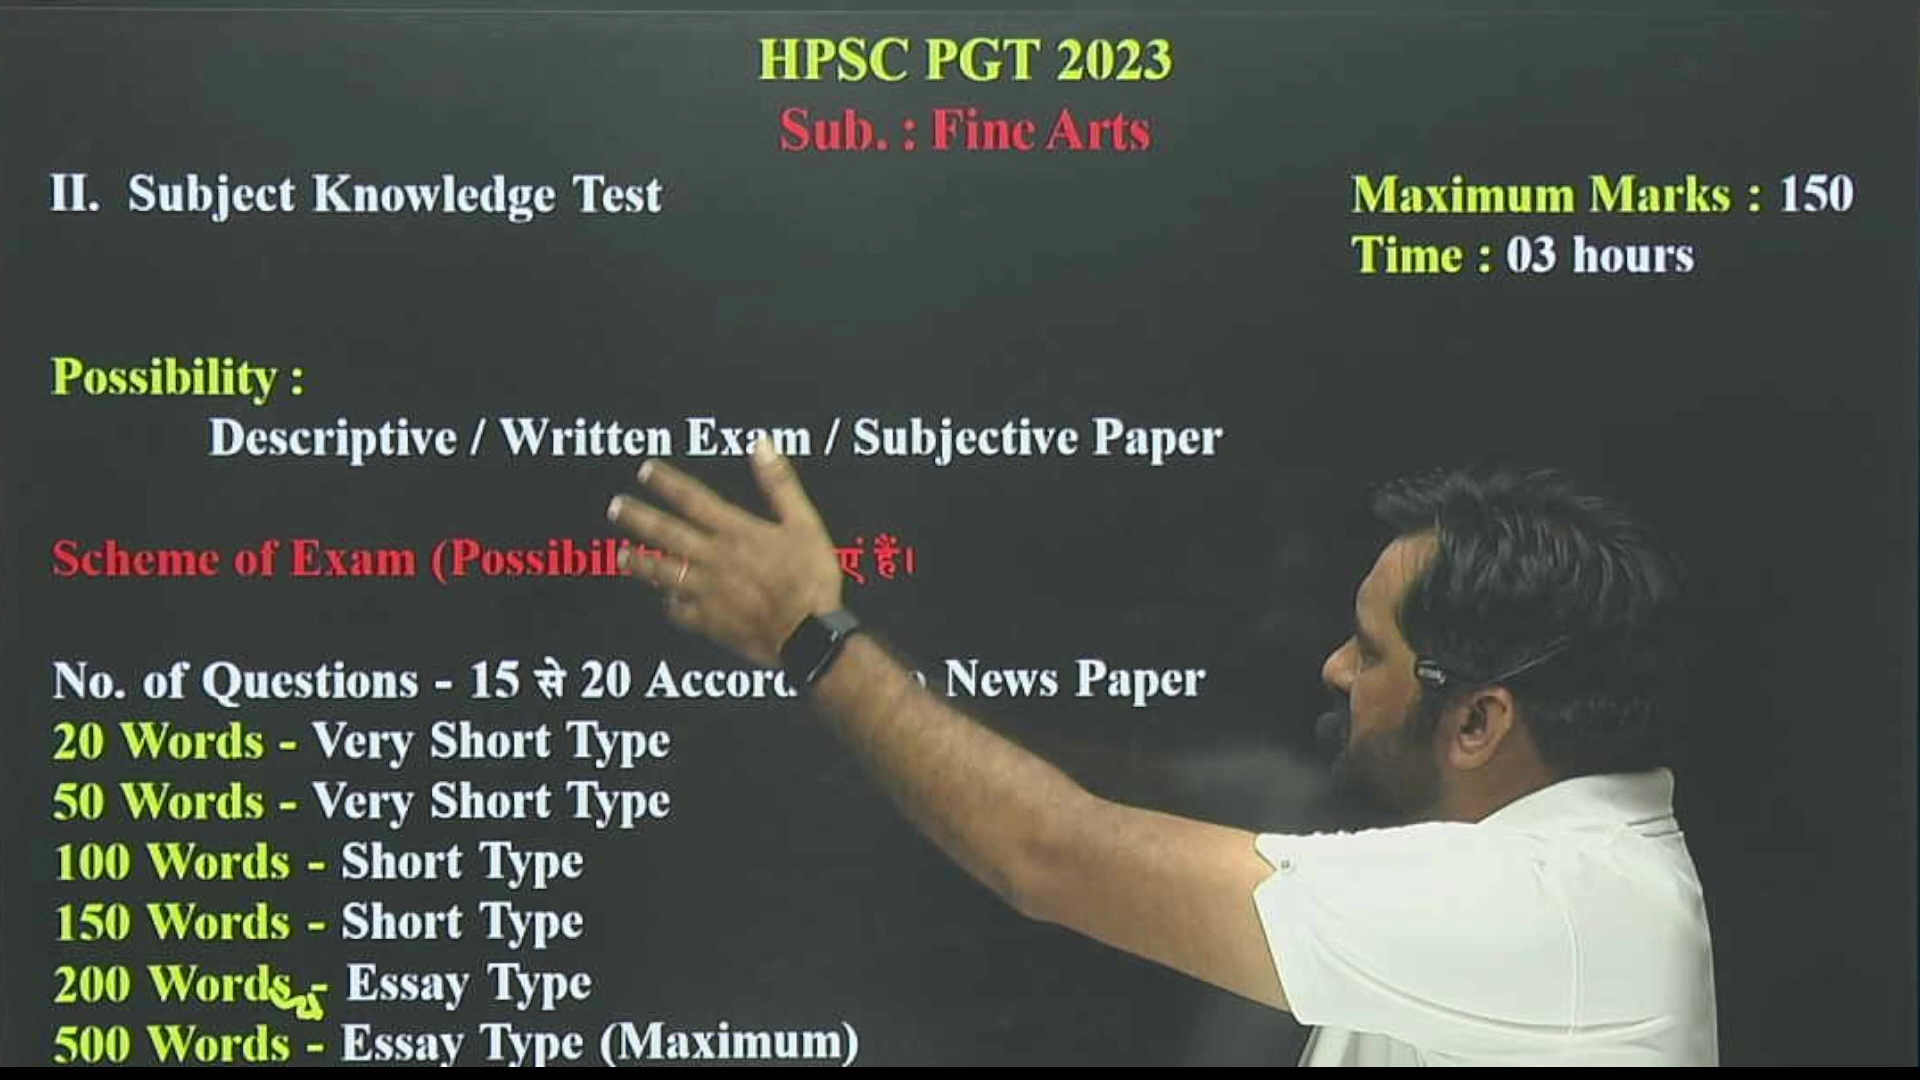 HPSC PGT 2023
Sub. : Fine Arts
II. Subject Knowledge Test
Maximum Marks : 150
Time : 03 hours
Possibility :
Descriptive / Written Exam / Subjective Paper
Scheme of Exam हैं।
No. of Questions - 15 से 20 News Paper
20 Words - Very Short Type
50 Words - Very Short Type
100 Words - Short Type
150 Words - Short Type
200 Words - Essay Type
500 Words - Essay Type (Maximum)